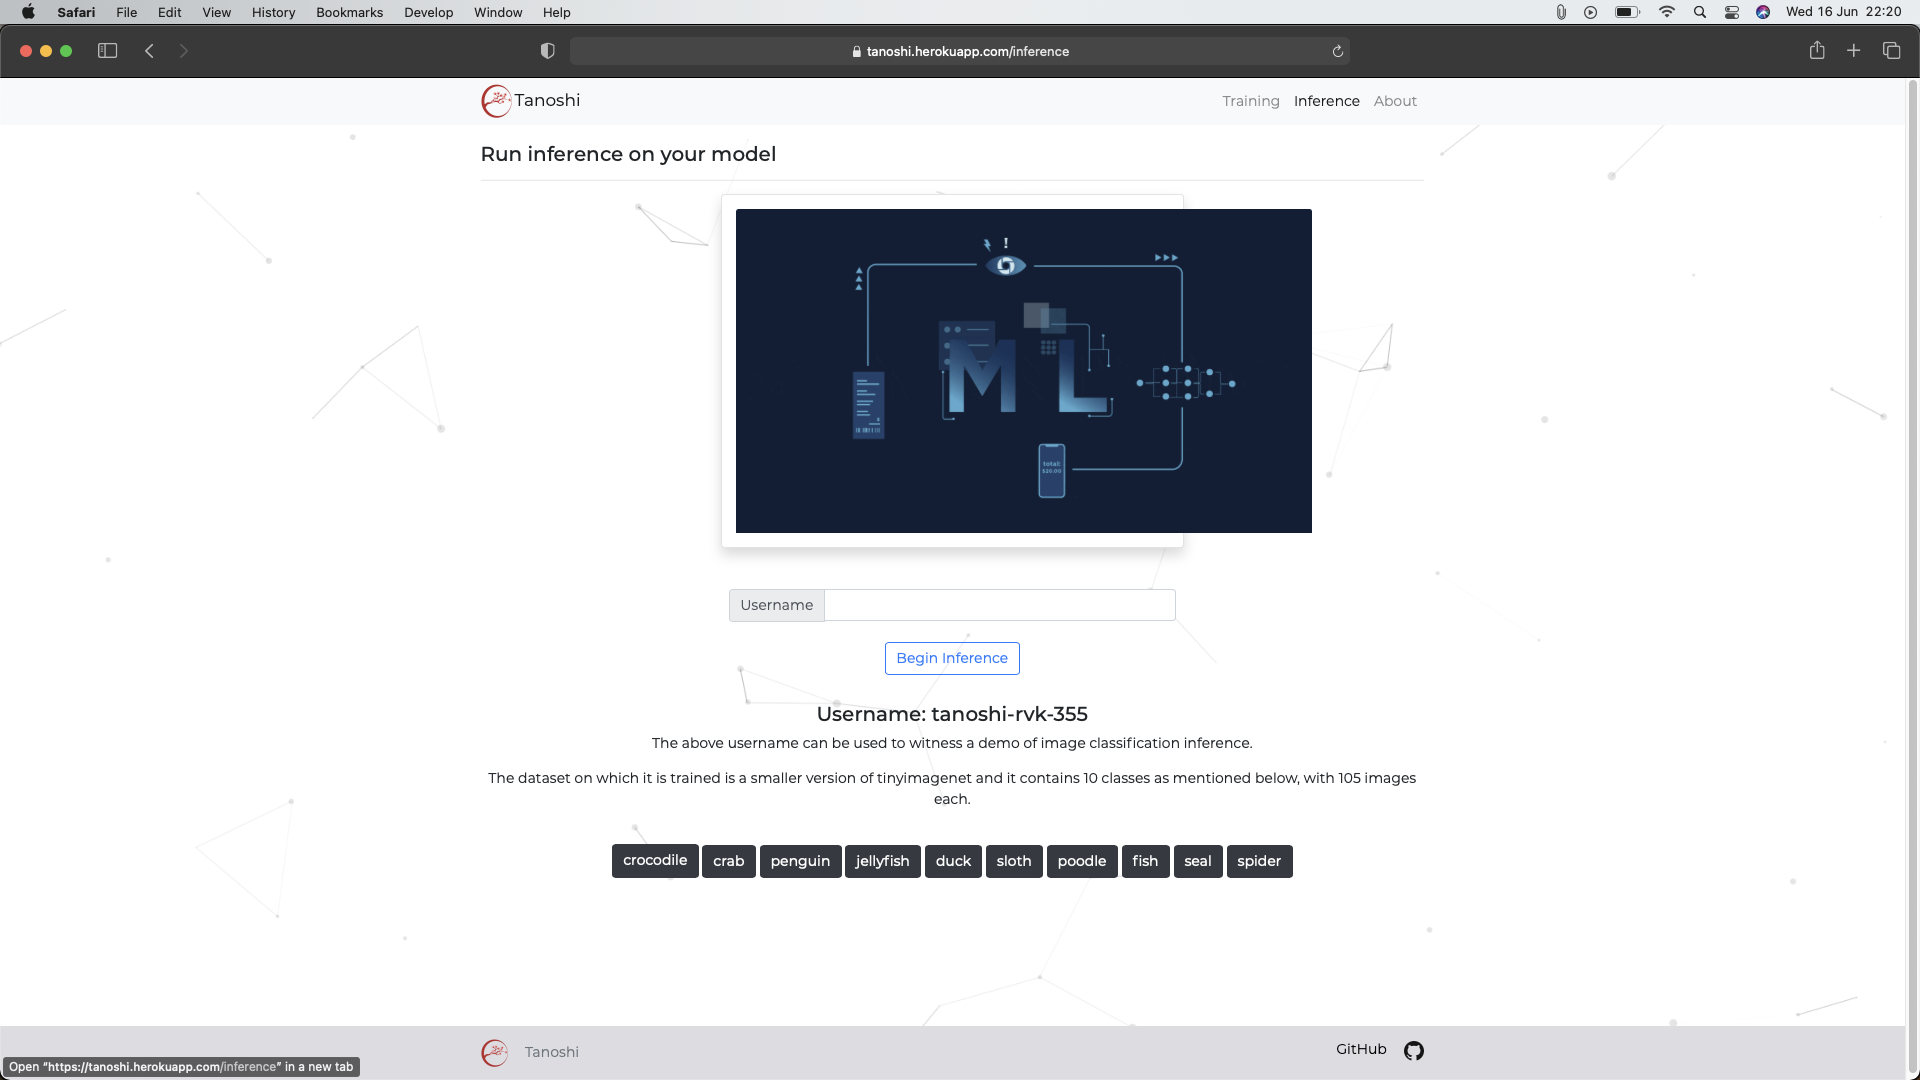 Safari File Edit View History Bookmarks Develop Window Help Wed 16 Jun 22:20
tanoshi.herokuapp.com/inference
Tanoshi Training Inference About
Run inference on your model
!
ML
total:
$20.00
Username
Begin Inference
Username: tanoshi-rvk-355
The above username can be used to witness a demo of image classification inference.
The dataset on which it is trained is a smaller version of tinyimagenet and it contains 10 classes as mentioned below, with 105 images
each.
crocodile crab penguin jellyfish duck sloth poodle fish seal spider
Tanoshi GitHub
Open "https://tanoshi.herokuapp.com/inference" in a new tab